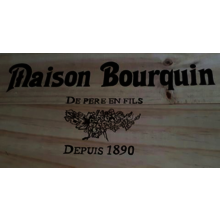 Maison Bourquin
DE PERE EN FILS
DEPUIS 1890